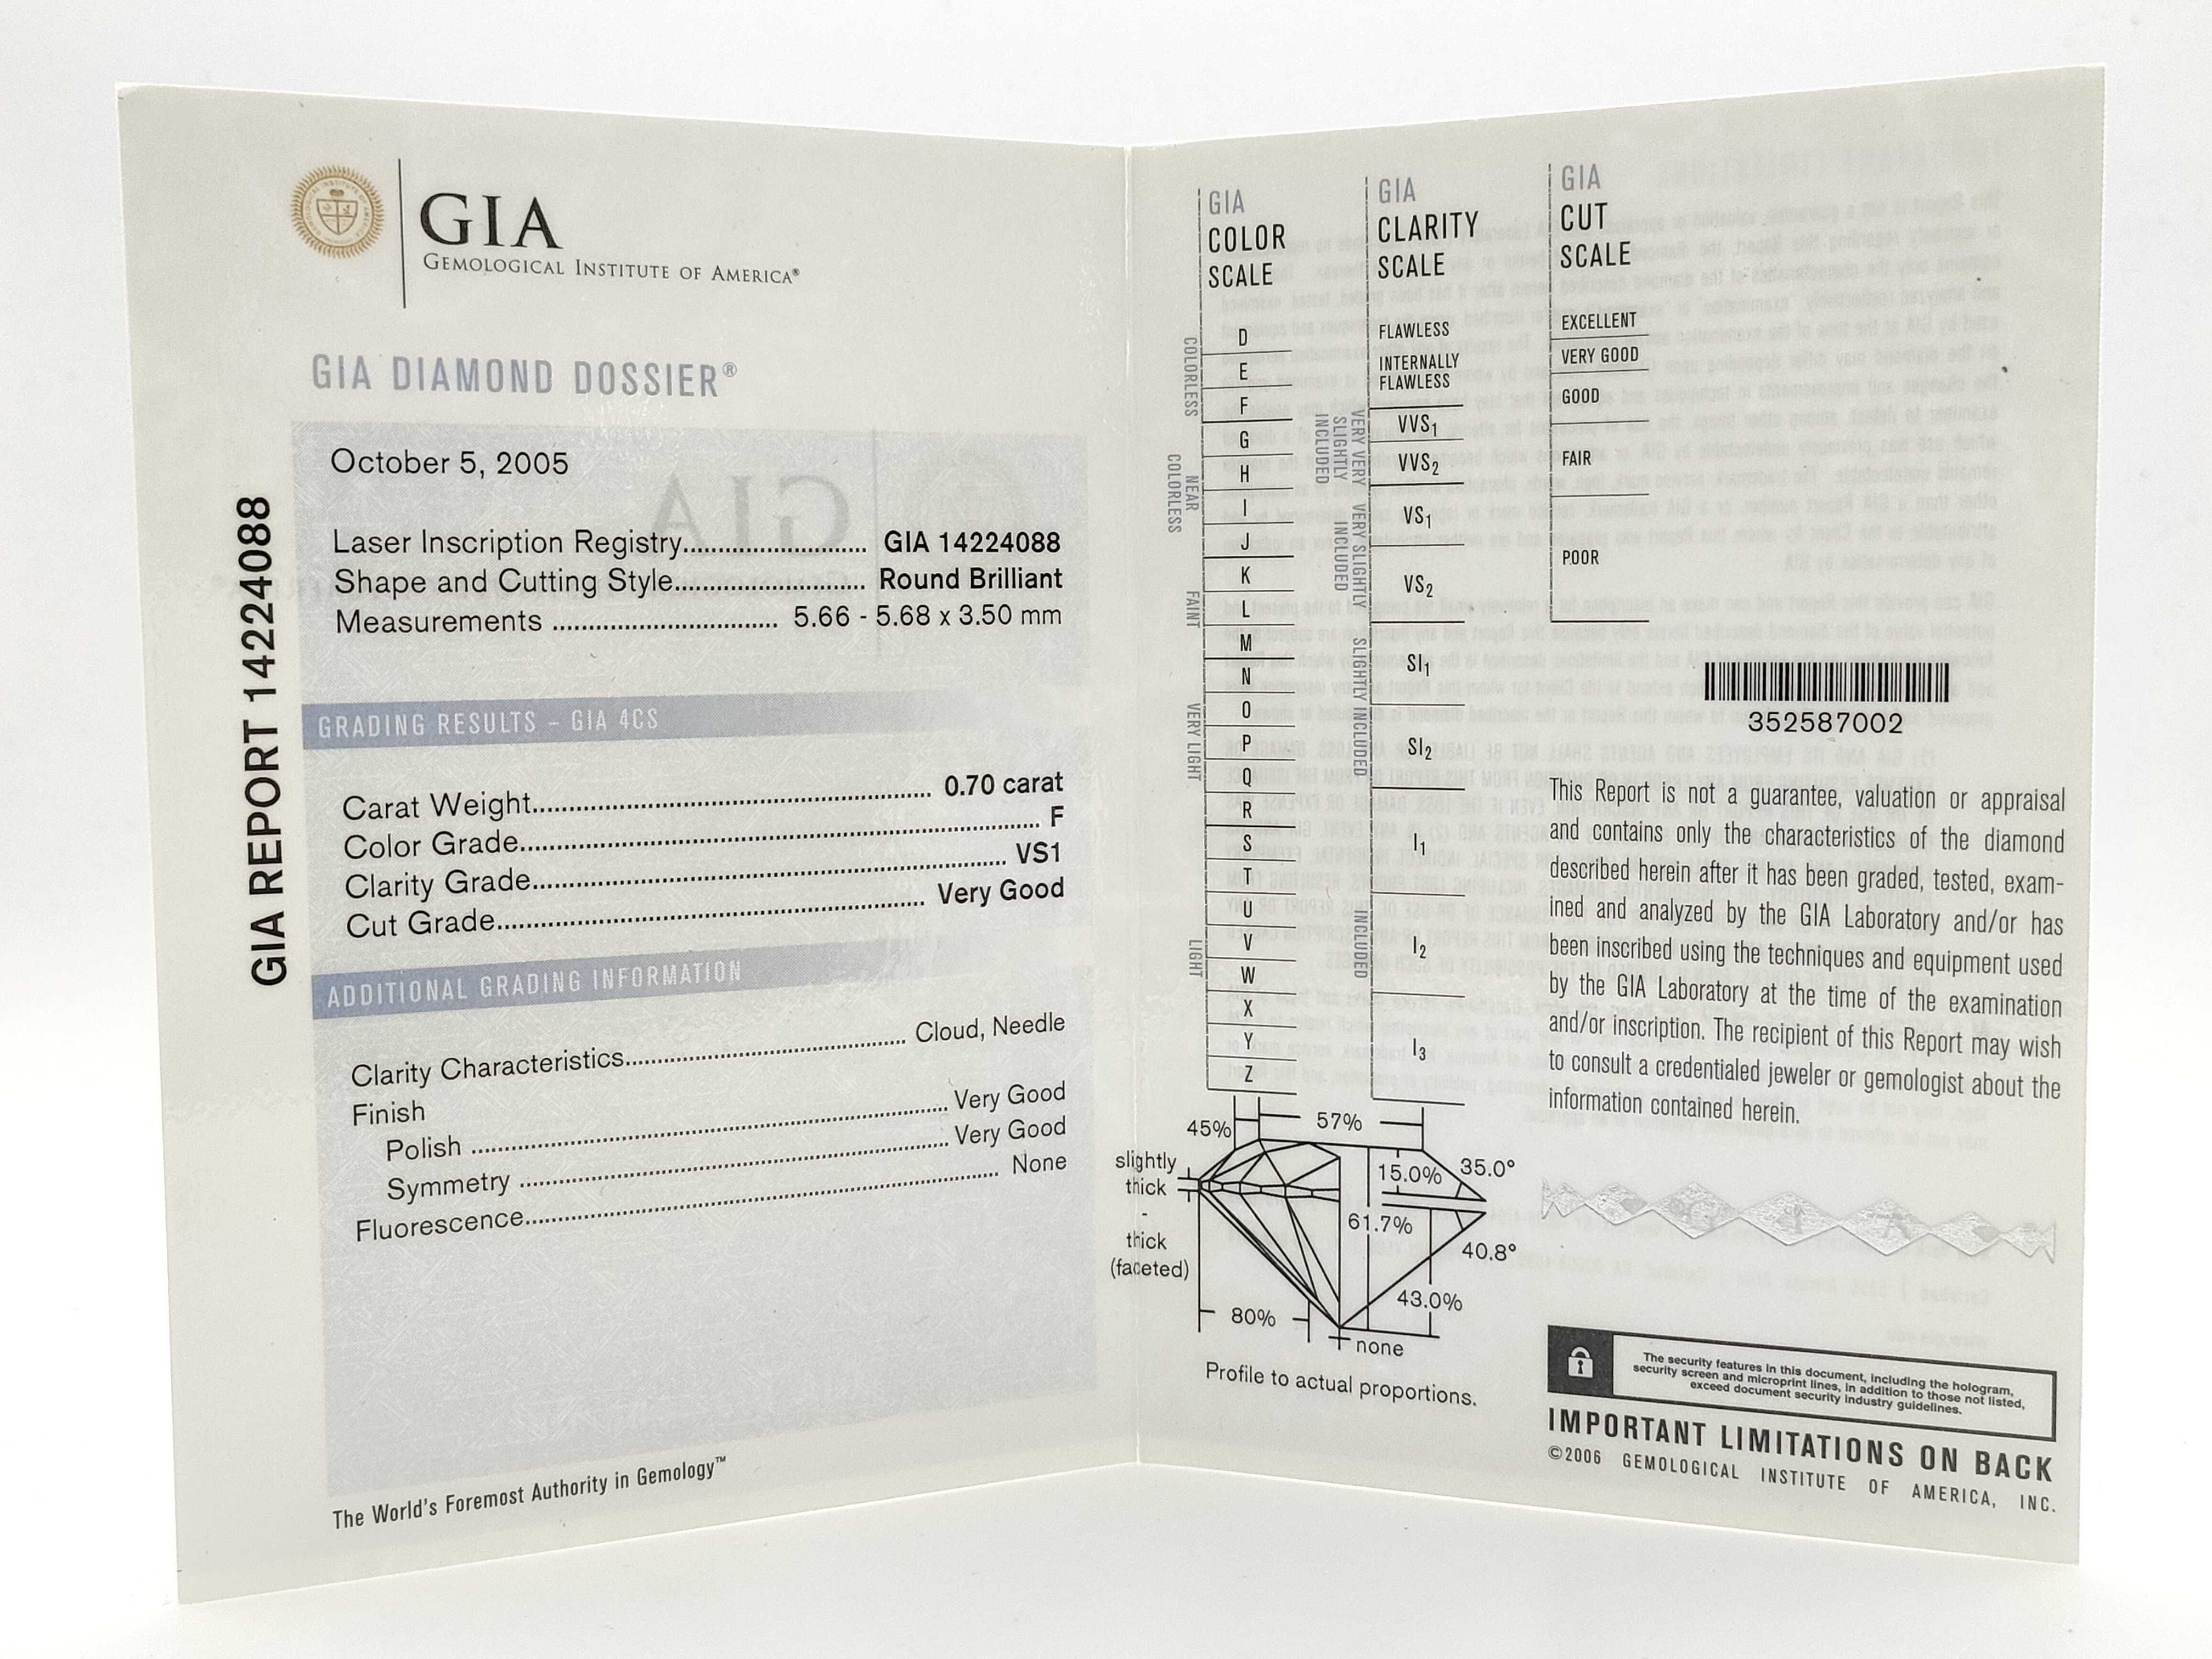 GIA
GEMOLOGICAL INSTITUTE OF AMERICA®
GIA DIAMOND DOSSIER®
GIA REPORT 14224088
October 5, 2005
Laser Inscription Registry.......................... GIA 14224088
Shape and Cutting Style.......................... Round Brilliant
Measurements .............................. 5.66 - 5.68 x 3.50 mm
GRADING RESULTS – GIA 4CS
Carat Weight.................................................... 0.70 carat
Color Grade.................................................................... F
Clarity Grade............................................................. VS1
Cut Grade....................................................... Very Good
ADDITIONAL GRADING INFORMATION
Clarity Characteristics.................................... Cloud, Needle
Finish
Polish .............................................................. Very Good
Symmetry ........................................................ Very Good
Fluorescence............................................................. None
The World's Foremost Authority in Gemology™
GIA
COLOR
SCALE
COLORLESS
D
E
F
NEAR
COLORLESS
G
H
I
J
FAINT
K
L
M
VERY LIGHT
N
O
P
Q
R
LIGHT
S
T
U
V
W
X
Y
Z
GIA
CLARITY
SCALE
FLAWLESS
INTERNALLY
FLAWLESS
VERY VERY
SLIGHTLY
INCLUDED
VVS1
VVS2
VERY SLIGHTLY
INCLUDED
VS1
VS2
SLIGHTLY INCLUDED
SI1
SI2
INCLUDED
I1
I2
I3
GIA
CUT
SCALE
EXCELLENT
VERY GOOD
GOOD
FAIR
POOR
352587002
This Report is not a guarantee, valuation or appraisal
and contains only the characteristics of the diamond
described herein after it has been graded, tested, exam-
ined and analyzed by the GIA Laboratory and/or has
been inscribed using the techniques and equipment used
by the GIA Laboratory at the time of the examination
and/or inscription. The recipient of this Report may wish
to consult a credentialed jeweler or gemologist about the
information contained herein.
45%
57%
slightly
thick
-
thick
(faceted)
15.0%
35.0°
61.7%
40.8°
43.0%
80%
none
Profile to actual proportions.
GIA
The security features in this document, including the hologram,
security screen and microprint lines, in addition to those not listed,
exceed document security industry guidelines.
IMPORTANT LIMITATIONS ON BACK
©2006 GEMOLOGICAL INSTITUTE OF AMERICA, INC.